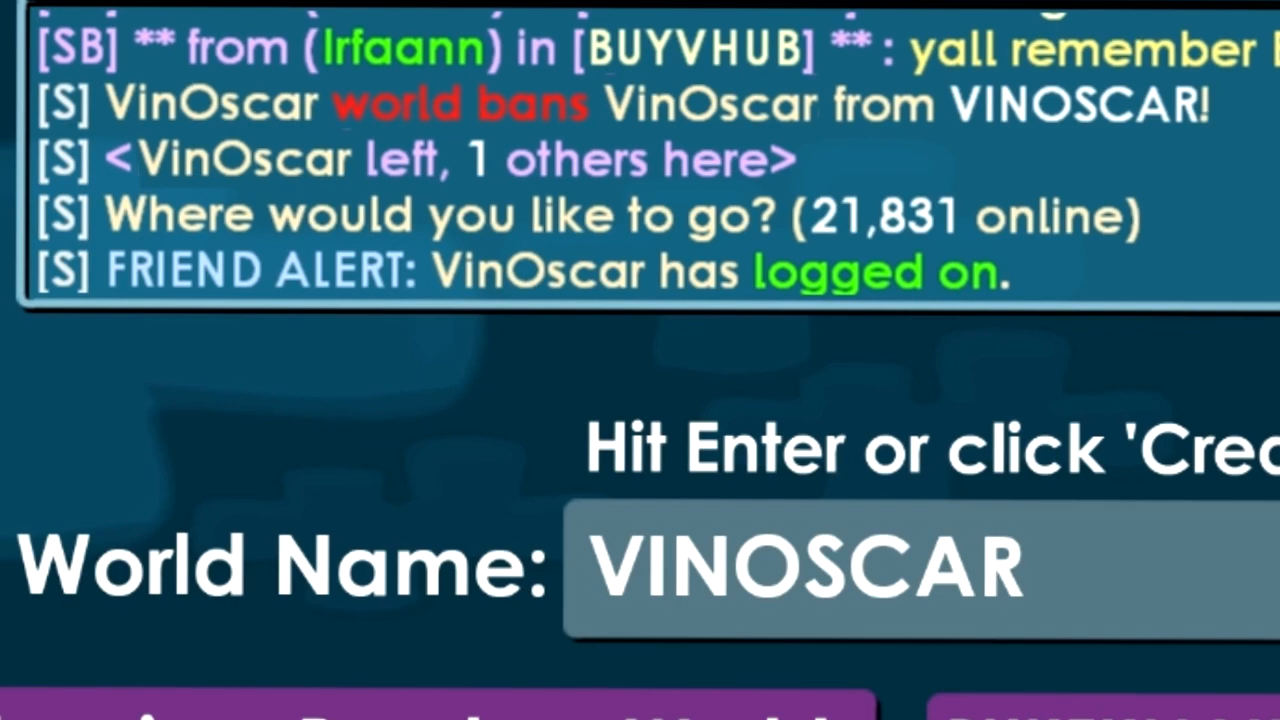 [SB] ** from (Irfaann) in [BUYVHUB] ** : yall remember
[S] VinOscar world bans VinOscar from VINOSCAR!
[S] <VinOscar left, 1 others here>
[S] Where would you like to go? (21,831 online)
[S] FRIEND ALERT: VinOscar has logged on.
Hit Enter or click 'Crea
World Name: VINOSCAR